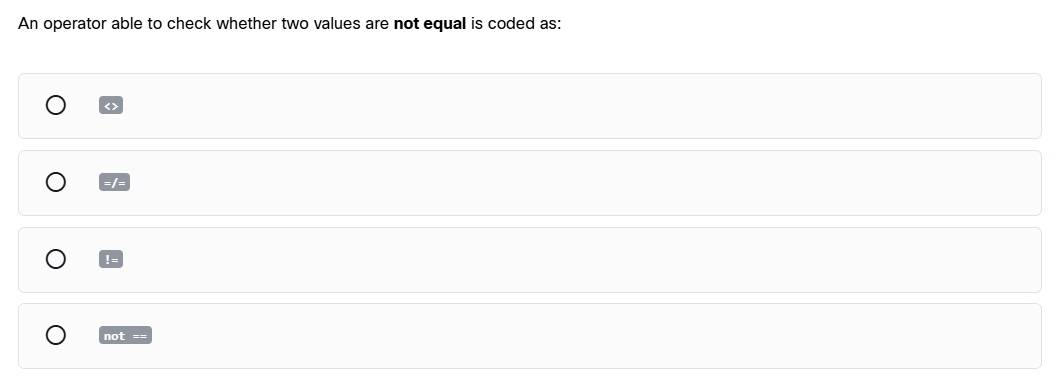 An operator able to check whether two values are not equal is coded as:
<>
=/=
!=
not ==